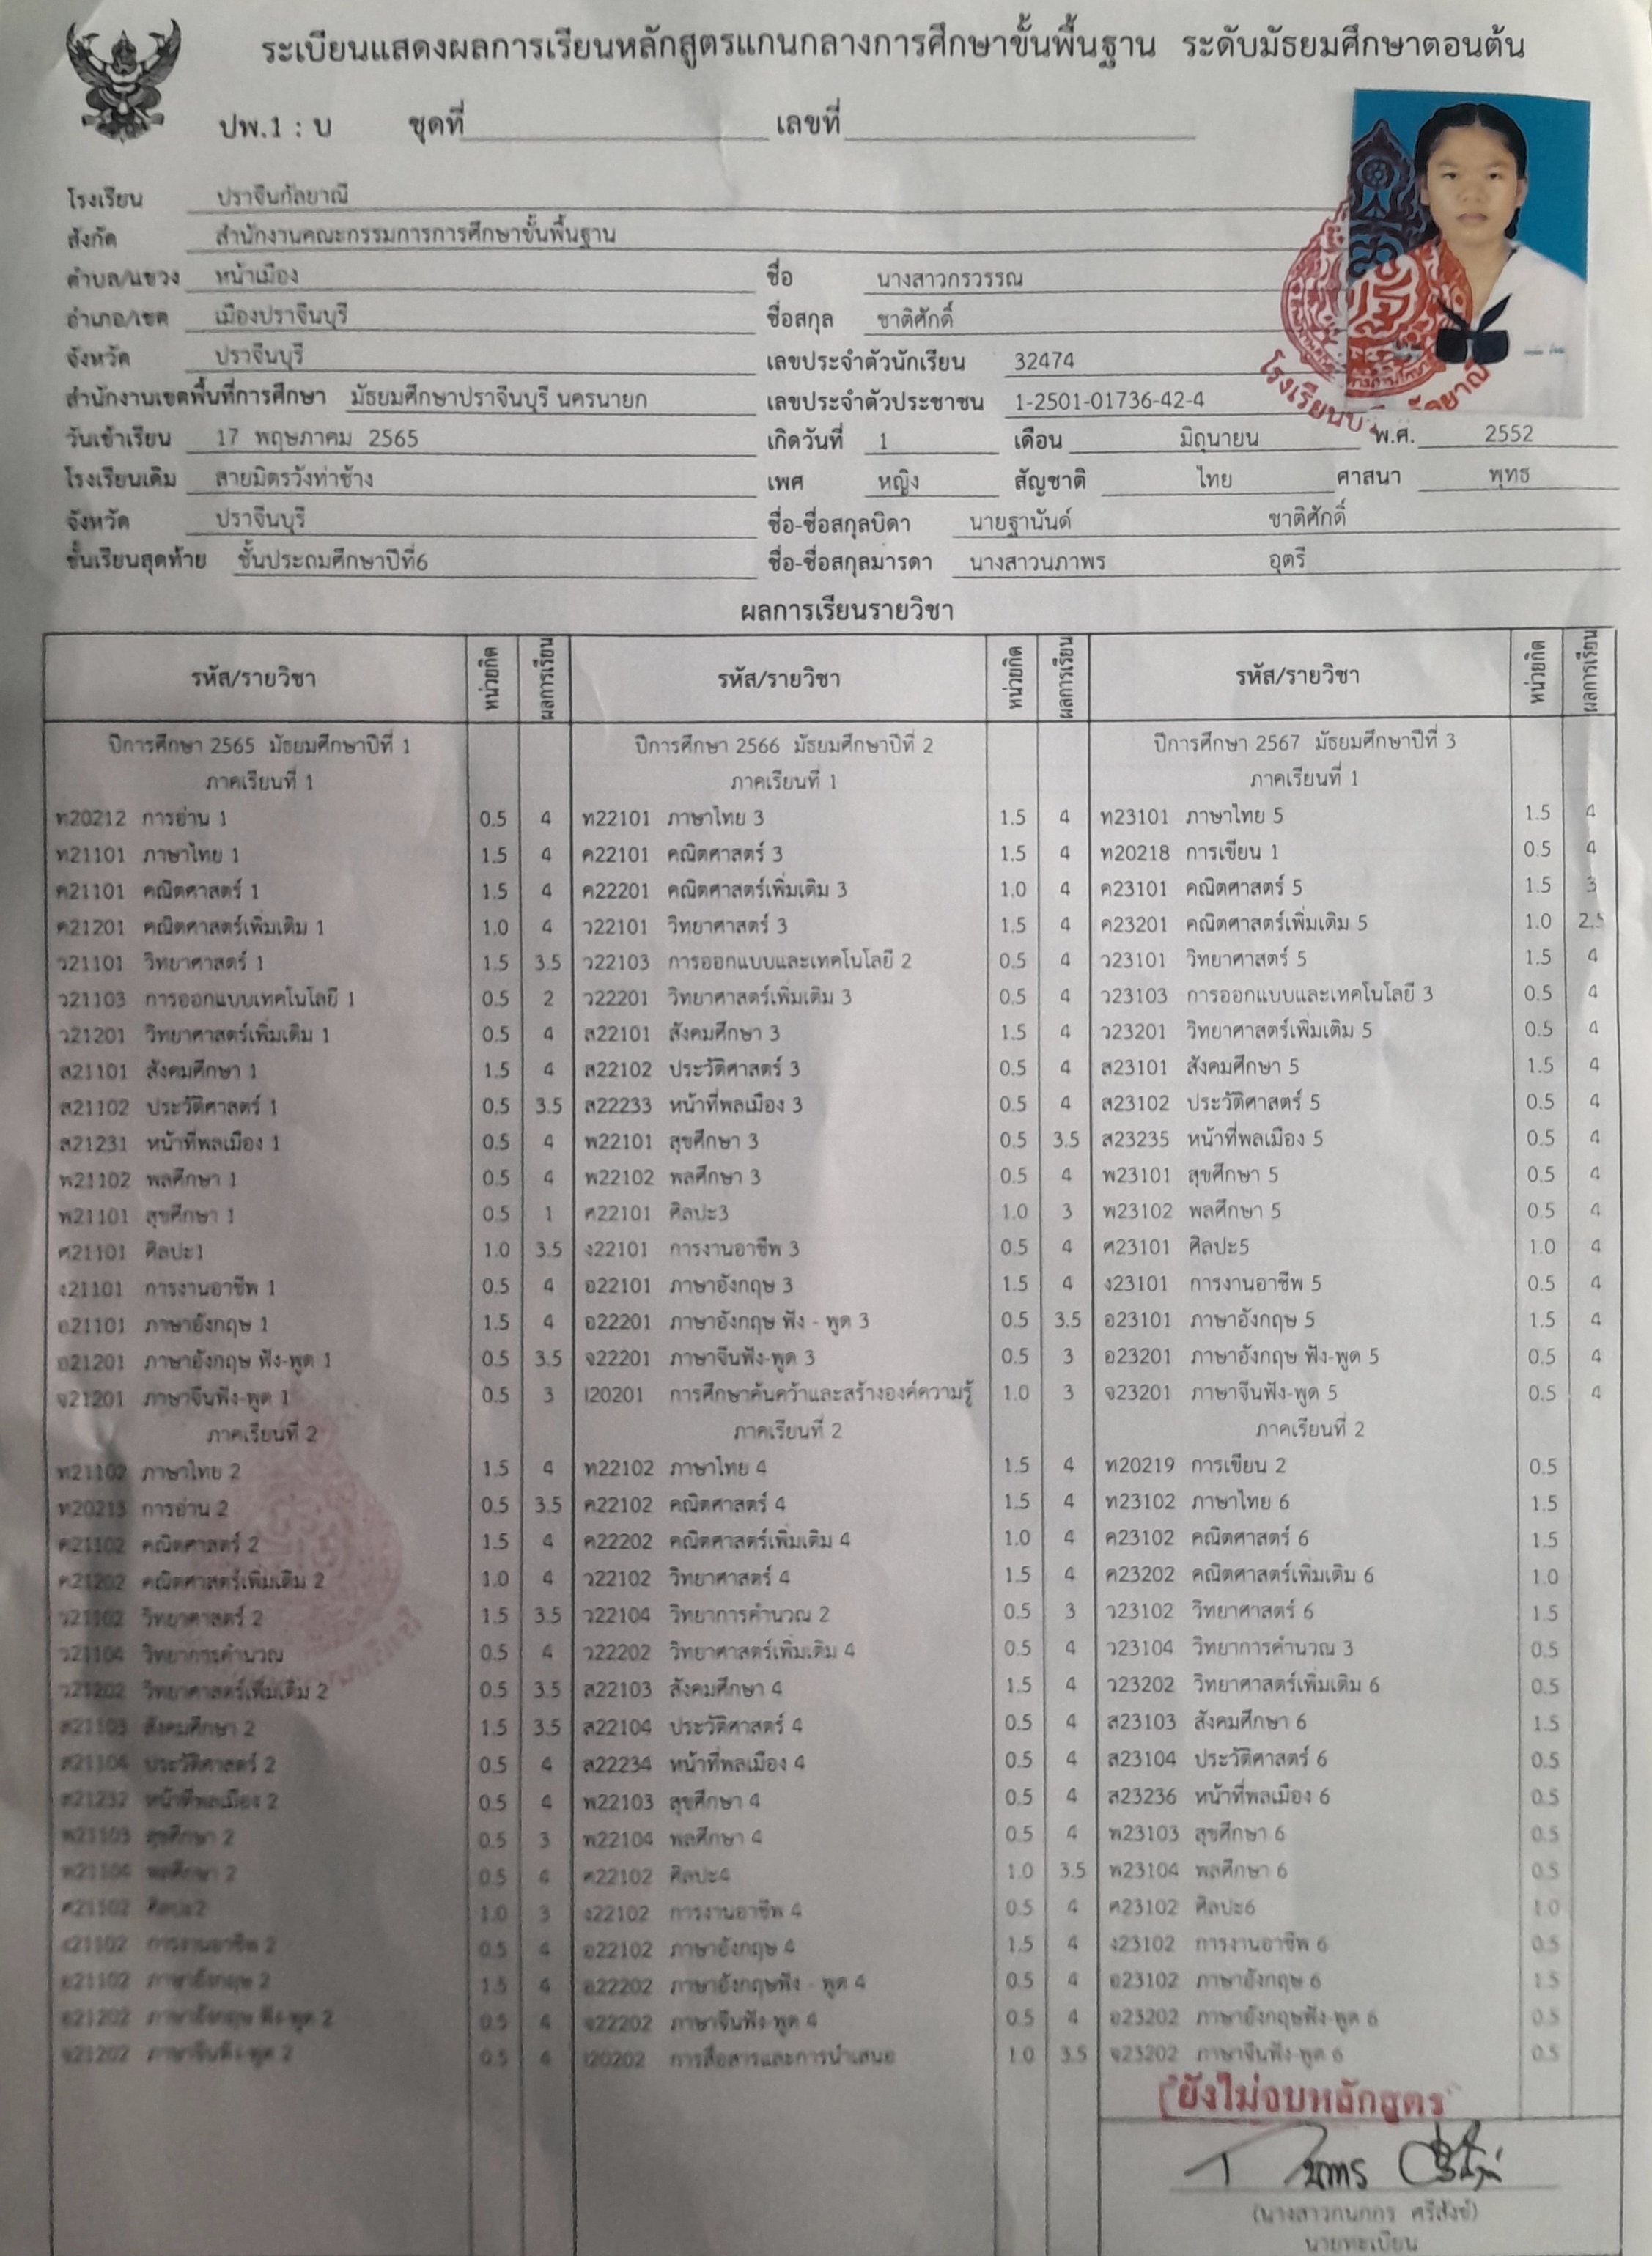 ระเบียนแสดงผลการเรียนหลักสูตรแกนกลางการศึกษาขั้นพื้นฐาน ระดับมัธยมศึกษาตอนต้น
ปพ.1 : บ ชุดที่ เลขที่
โรงเรียน ปราจีนกัลยาณี
สังกัด สำนักงานคณะกรรมการการศึกษาขั้นพื้นฐาน
ตำบล/แขวง หน้าเมือง ชื่อ นางสาวกรวรรณ
อำเภอ/เขต เมืองปราจีนบุรี ชื่อสกุล ชาติศักดิ์
จังหวัด ปราจีนบุรี เลขประจำตัวนักเรียน 32474
สำนักงานเขตพื้นที่การศึกษา มัธยมศึกษาปราจีนบุรี นครนายก เลขประจำตัวประชาชน 1-2501-01736-42-4
วันเข้าเรียน 17 พฤษภาคม 2565 เกิดวันที่ 1 เดือน มิถุนายน พ.ศ. 2552
โรงเรียนเดิม สายมิตรวังท่าช้าง เพศ หญิง สัญชาติ ไทย ศาสนา พุทธ
จังหวัด ปราจีนบุรี ชื่อ-ชื่อสกุลบิดา นายฐานันด์ ชาติศักดิ์
ชั้นเรียนสุดท้าย ชั้นประถมศึกษาปีที่6 ชื่อ-ชื่อสกุลมารดา นางสาวนภาพร อุตรี
ผลการเรียนรายวิชา
รหัส/รายวิชา หน่วยกิต ผลการเรียน รหัส/รายวิชา หน่วยกิต ผลการเรียน รหัส/รายวิชา หน่วยกิต ผลการเรียน
ปีการศึกษา 2565 มัธยมศึกษาปีที่ 1 ปีการศึกษา 2566 มัธยมศึกษาปีที่ 2 ปีการศึกษา 2567 มัธยมศึกษาปีที่ 3
ภาคเรียนที่ 1 ภาคเรียนที่ 1 ภาคเรียนที่ 1
ท20212 การอ่าน 1 0.5 4 ท22101 ภาษาไทย 3 1.5 4 ท23101 ภาษาไทย 5 1.5 4
ท21101 ภาษาไทย 1 1.5 4 ค22101 คณิตศาสตร์ 3 1.5 4 ท20218 การเขียน 1 0.5 4
ค21101 คณิตศาสตร์ 1 1.5 4 ค22201 คณิตศาสตร์เพิ่มเติม 3 1.0 4 ค23101 คณิตศาสตร์ 5 1.5 3
ค21201 คณิตศาสตร์เพิ่มเติม 1 1.0 4 ว22101 วิทยาศาสตร์ 3 1.5 4 ค23201 คณิตศาสตร์เพิ่มเติม 5 1.0 2.5
ว21101 วิทยาศาสตร์ 1 1.5 3.5 ว22103 การออกแบบและเทคโนโลยี 2 0.5 4 ว23101 วิทยาศาสตร์ 5 1.5 4
ว21103 การออกแบบเทคโนโลยี 1 0.5 2 ว22201 วิทยาศาสตร์เพิ่มเติม 3 0.5 4 ว23103 การออกแบบและเทคโนโลยี 3 0.5 4
ว21201 วิทยาศาสตร์เพิ่มเติม 1 0.5 4 ส22101 สังคมศึกษา 3 1.5 4 ว23201 วิทยาศาสตร์เพิ่มเติม 5 0.5 4
ส21101 สังคมศึกษา 1 1.5 4 ส22102 ประวัติศาสตร์ 3 0.5 4 ส23101 สังคมศึกษา 5 1.5 4
ส21102 ประวัติศาสตร์ 1 0.5 3.5 ส22233 หน้าที่พลเมือง 3 0.5 4 ส23102 ประวัติศาสตร์ 5 0.5 4
ส21231 หน้าที่พลเมือง 1 0.5 4 พ22101 สุขศึกษา 3 0.5 3.5 ส23235 หน้าที่พลเมือง 5 0.5 4
พ21102 พลศึกษา 1 0.5 4 พ22102 พลศึกษา 3 0.5 4 พ23101 สุขศึกษา 5 0.5 4
พ21101 สุขศึกษา 1 0.5 1 ศ22101 ศิลปะ3 1.0 3 พ23102 พลศึกษา 5 0.5 4
ศ21101 ศิลปะ1 1.0 3.5 ง22101 การงานอาชีพ 3 0.5 4 ศ23101 ศิลปะ5 1.0 4
ง21101 การงานอาชีพ 1 0.5 4 อ22101 ภาษาอังกฤษ 3 1.5 4 ง23101 การงานอาชีพ 5 0.5 4
อ21101 ภาษาอังกฤษ 1 1.5 4 อ22201 ภาษาอังกฤษ ฟัง - พูด 3 0.5 3.5 อ23101 ภาษาอังกฤษ 5 1.5 4
อ21201 ภาษาอังกฤษ ฟัง-พูด 1 0.5 3.5 จ22201 ภาษาจีนฟัง-พูด 3 0.5 3 อ23201 ภาษาอังกฤษ ฟัง-พูด 5 0.5 4
จ21201 ภาษาจีนฟัง-พูด 1 0.5 3 I20201 การศึกษาค้นคว้าและสร้างองค์ความรู้ 1.0 3 จ23201 ภาษาจีนฟัง-พูด 5 0.5 4
ภาคเรียนที่ 2 ภาคเรียนที่ 2 ภาคเรียนที่ 2
ท21102 ภาษาไทย 2 1.5 4 ท22102 ภาษาไทย 4 1.5 4 ท20219 การเขียน 2 0.5
ท20213 การอ่าน 2 0.5 3.5 ค22102 คณิตศาสตร์ 4 1.5 4 ท23102 ภาษาไทย 6 1.5
ค21102 คณิตศาสตร์ 2 1.5 4 ค22202 คณิตศาสตร์เพิ่มเติม 4 1.0 4 ค23102 คณิตศาสตร์ 6 1.5
ค21202 คณิตศาสตร์เพิ่มเติม 2 1.0 4 ว22102 วิทยาศาสตร์ 4 1.5 4 ค23202 คณิตศาสตร์เพิ่มเติม 6 1.0
ว21102 วิทยาศาสตร์ 2 1.5 3.5 ว22104 วิทยาการคำนวณ 2 0.5 3 ว23102 วิทยาศาสตร์ 6 1.5
ว21104 วิทยาการคำนวณ 0.5 4 ว22202 วิทยาศาสตร์เพิ่มเติม 4 0.5 4 ว23104 วิทยาการคำนวณ 3 0.5
ว21202 วิทยาศาสตร์เพิ่มเติม 2 0.5 3.5 ส22103 สังคมศึกษา 4 1.5 4 ว23202 วิทยาศาสตร์เพิ่มเติม 6 0.5
ส21103 สังคมศึกษา 2 1.5 3.5 ส22104 ประวัติศาสตร์ 4 0.5 4 ส23103 สังคมศึกษา 6 1.5
ส21104 ประวัติศาสตร์ 2 0.5 4 ส22234 หน้าที่พลเมือง 4 0.5 4 ส23104 ประวัติศาสตร์ 6 0.5
ส21232 หน้าที่พลเมือง 2 0.5 4 พ22103 สุขศึกษา 4 0.5 4 ส23236 หน้าที่พลเมือง 6 0.5
พ21103 สุขศึกษา 2 0.5 3 พ22104 พลศึกษา 4 0.5 4 พ23103 สุขศึกษา 6 0.5
พ21104 พลศึกษา 2 0.5 4 ศ22102 ศิลปะ4 1.0 3.5 พ23104 พลศึกษา 6 0.5
ศ21102 ศิลปะ2 1.0 3 ง22102 การงานอาชีพ 4 0.5 4 ศ23102 ศิลปะ6 1.0
ง21102 การงานอาชีพ 2 0.5 4 อ22102 ภาษาอังกฤษ 4 1.5 4 ง23102 การงานอาชีพ 6 0.5
อ21102 ภาษาอังกฤษ 2 1.5 4 อ22202 ภาษาอังกฤษฟัง - พูด 4 0.5 4 อ23102 ภาษาอังกฤษ 6 1.5
อ21202 ภาษาอังกฤษ ฟัง-พูด 2 0.5 4 จ22202 ภาษาจีนฟัง-พูด 4 0.5 4 อ23202 ภาษาอังกฤษฟัง-พูด 6 0.5
จ21202 ภาษาจีนฟัง-พูด 2 0.5 4 I20202 การสื่อสารและการนำเสนอ 1.0 3.5 จ23202 ภาษาจีนฟัง-พูด 6 0.5
"ยังไม่จบหลักสูตร"
(นางสาวกนกกร ศรีสังข์)
นายทะเบียน